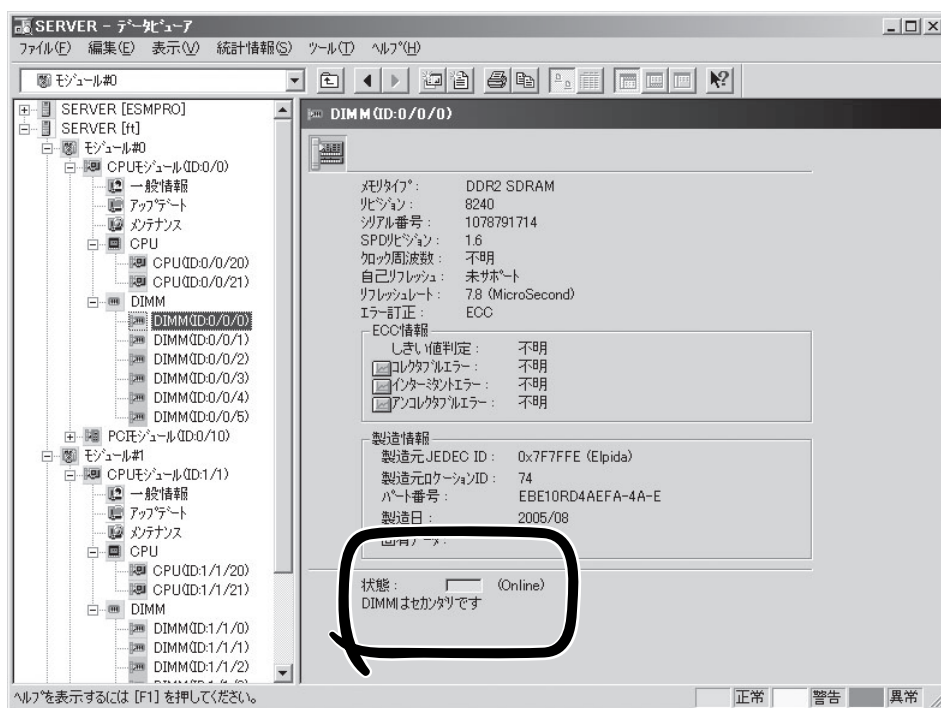 SERVER - データビューア
ファイル(F) 編集(E) 表示(V) 統計情報(S) ツール(T) ヘルプ(H)
モジュール#0
SERVER [ESMPRO]
SERVER [ft]
モジュール#0
CPUモジュール(ID:0/0)
一般情報
アップデート
メンテナンス
CPU
CPU(ID:0/0/20)
CPU(ID:0/0/21)
DIMM
DIMM(ID:0/0/0)
DIMM(ID:0/0/1)
DIMM(ID:0/0/2)
DIMM(ID:0/0/3)
DIMM(ID:0/0/4)
DIMM(ID:0/0/5)
PCIモジュール(ID:0/10)
モジュール#1
CPUモジュール(ID:1/1)
一般情報
アップデート
メンテナンス
CPU
CPU(ID:1/1/20)
CPU(ID:1/1/21)
DIMM
DIMM(ID:1/1/0)
DIMM(ID:1/1/1)
DIMM(ID:1/1/2)
DIMM(ID:0/0/0)
メモリタイプ: DDR2 SDRAM
リビジョン: 8240
シリアル番号: 1078791714
SPDリビジョン: 1.6
クロック周波数: 不明
自己リフレッシュ: 未サポート
リフレッシュレート: 7.8 (MicroSecond)
エラー訂正: ECC
ECC情報
しきい値判定: 不明
コレクタブルエラー: 不明
インターミタントエラー: 不明
アンコレクタブルエラー: 不明
製造情報
製造元JEDEC ID: 0x7F7FFE (Elpida)
製造元ロケーションID: 74
パート番号: EBE10RD4AEFA-4A-E
製造日: 2005/08
固有データ:
状態: (Online)
DIMMはセカンダリです
ヘルプを表示するには [F1] を押してください。
正常 警告 異常